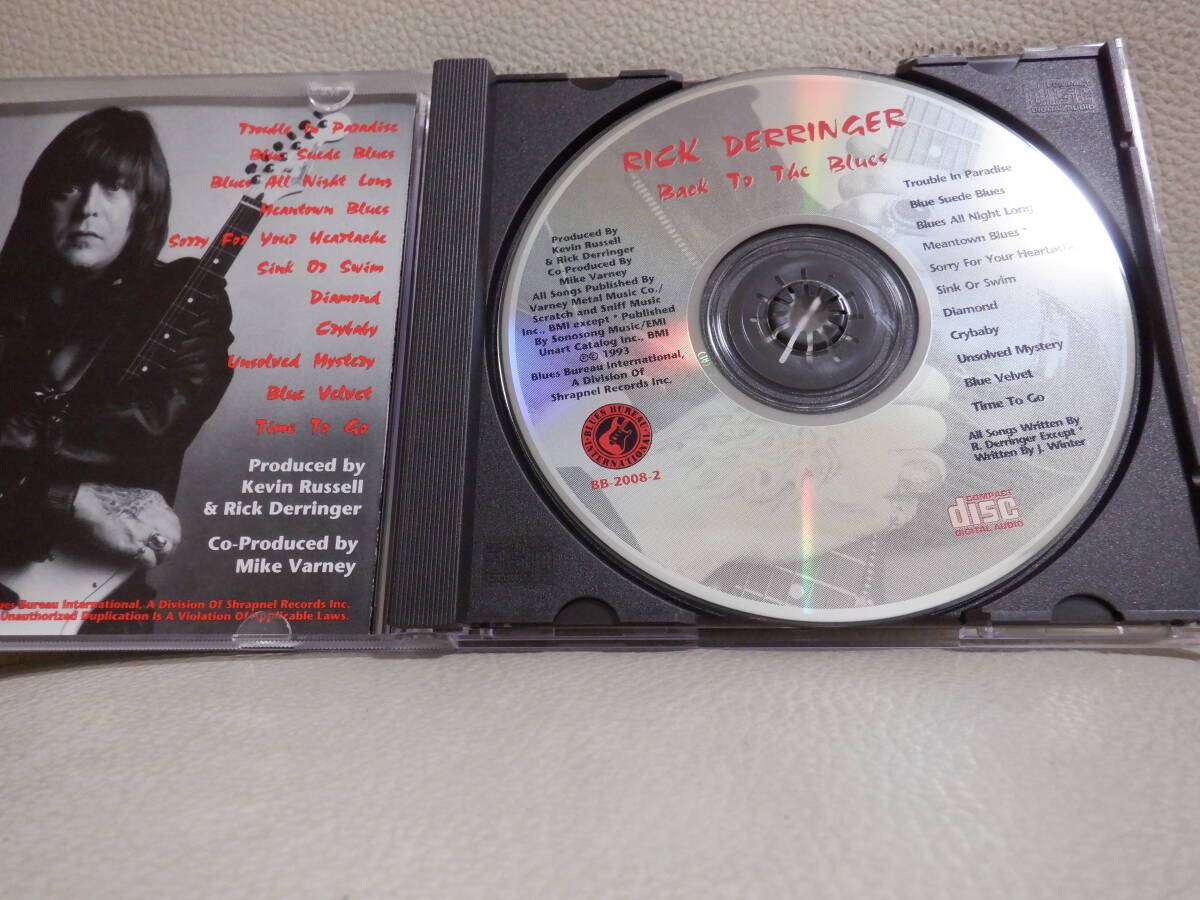 Trouble In Paradise
Blue Suede Blues
Blues All Night Long
Meantown Blues
Sorry For Your Heartache
Sink Or Swim
Diamond
Crybaby
Unsolved Mystery
Blue Velvet
Time To Go
Produced by
Kevin Russell
& Rick Derringer
Co-Produced by
Mike Varney
Bureau International, A Division Of Shrapnel Records Inc.
Unauthorized Duplication Is A Violation Of Applicable Laws.
RICK DERRINGER
Back To The Blues
Produced By
Kevin Russell
& Rick Derringer
Co-Produced By
Mike Varney
All Songs Published By
Varney Metal Music Co./
Scratch and Sniff Music
Inc., BMI except * Published
By Sonosong Music/EMI
Unart Catalog Inc., BMI
℗© 1993
Blues Bureau International,
A Division Of
Shrapnel Records Inc.
BLUES BUREAU INTERNATIONAL
BB-2008-2
Trouble In Paradise
Blue Suede Blues
Blues All Night Long
Meantown Blues *
Sorry For Your Heartache
Sink Or Swim
Diamond
Crybaby
Unsolved Mystery
Blue Velvet
Time To Go
All Songs Written By
R. Derringer Except *
Written By J. Winter
COMPACT
disc
DIGITAL AUDIO
DIGITAL AUDIO